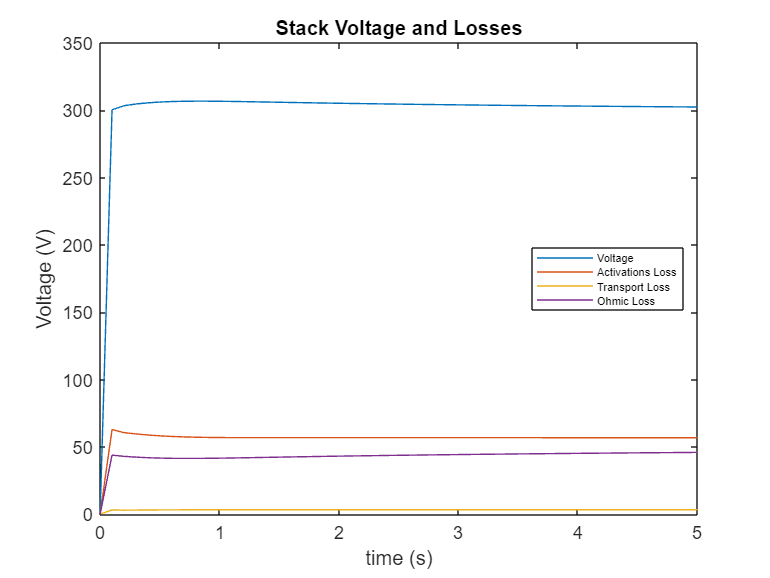 Stack Voltage and Losses
350
300
250
200
150
100
50
0
Voltage (V)
Voltage
Activations Loss
Transport Loss
Ohmic Loss
0 1 2 3 4 5
time (s)